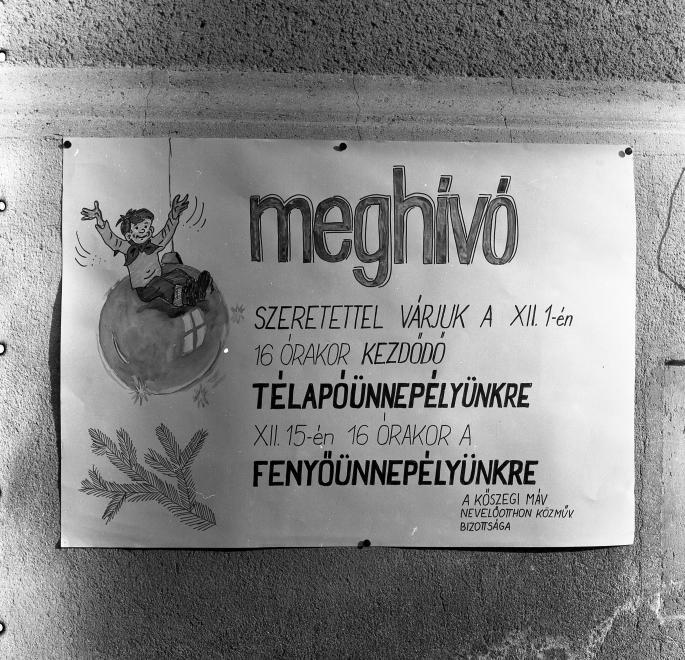 meghívó
SZERETETTEL VÁRJUK A XII. 1-én
16 ÓRAKOR KEZDŐDŐ
TÉLAPÓÜNNEPÉLYÜNKRE
XII. 15-én 16 ÓRAKOR A
FENYŐÜNNEPÉLYÜNKRE
A KŐSZEGI MÁV
NEVELŐOTTHON KÖZMŰV
BIZOTTSÁGA